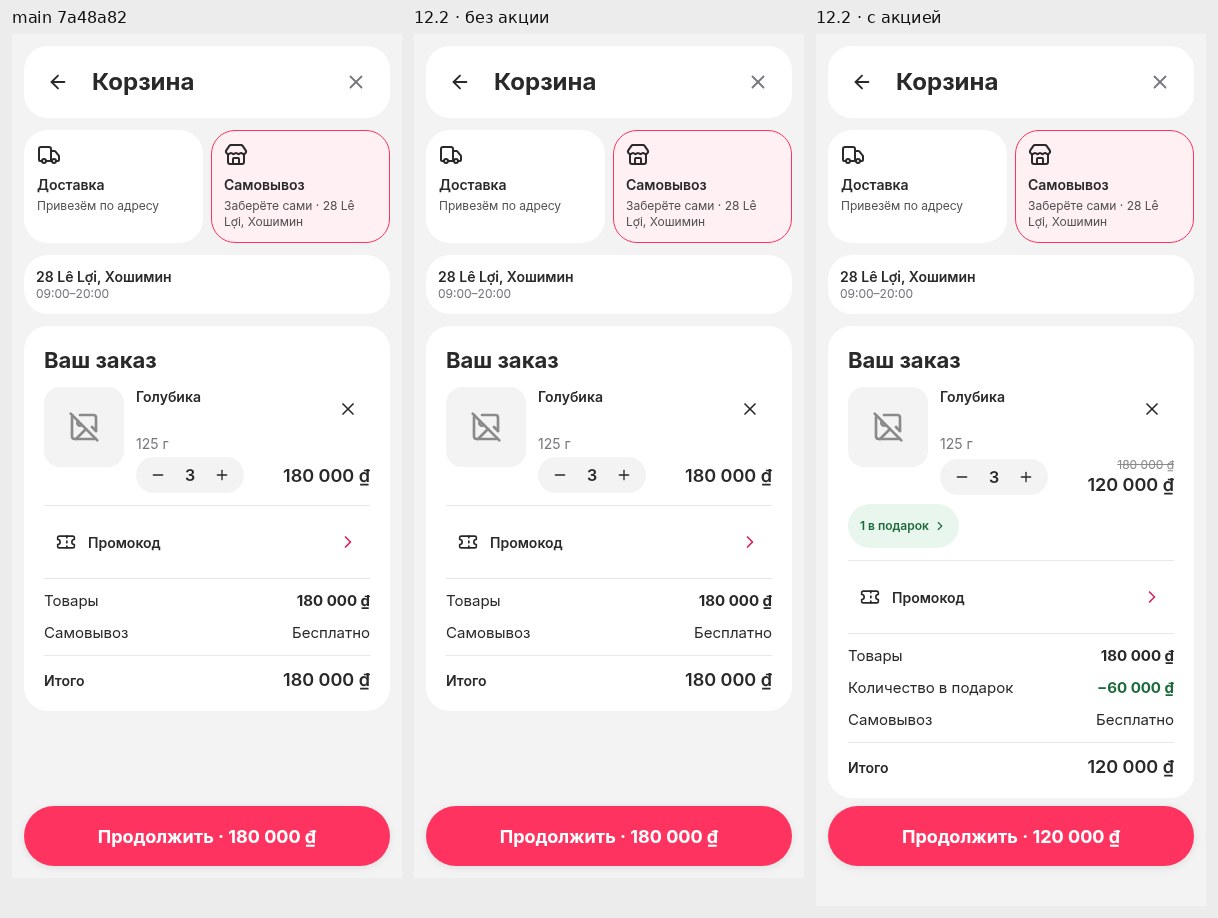 main 7a48a82
Корзина
Доставка
Привезём по адресу
Самовывоз
Заберёте сами · 28 Lê
Lợi, Хошимин
28 Lê Lợi, Хошимин
09:00–20:00
Ваш заказ
Голубика
125 г
3
180 000 ₫
Промокод
Товары 180 000 ₫
Самовывоз Бесплатно
Итого 180 000 ₫
Продолжить · 180 000 ₫
12.2 · без акции
Корзина
Доставка
Привезём по адресу
Самовывоз
Заберёте сами · 28 Lê
Lợi, Хошимин
28 Lê Lợi, Хошимин
09:00–20:00
Ваш заказ
Голубика
125 г
3
180 000 ₫
Промокод
Товары 180 000 ₫
Самовывоз Бесплатно
Итого 180 000 ₫
Продолжить · 180 000 ₫
12.2 · с акцией
Корзина
Доставка
Привезём по адресу
Самовывоз
Заберёте сами · 28 Lê
Lợi, Хошимин
28 Lê Lợi, Хошимин
09:00–20:00
Ваш заказ
Голубика
125 г
180 000 ₫
3
120 000 ₫
1 в подарок
Промокод
Товары 180 000 ₫
Количество в подарок −60 000 ₫
Самовывоз Бесплатно
Итого 120 000 ₫
Продолжить · 120 000 ₫